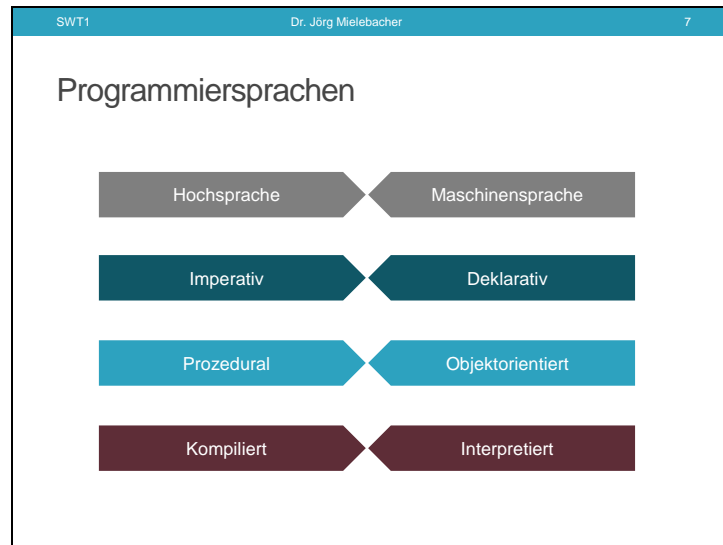 SWT1 Dr. Jörg Mielebacher 7
Programmiersprachen
Hochsprache Maschinensprache
Imperativ Deklarativ
Prozedural Objektorientiert
Kompiliert Interpretiert